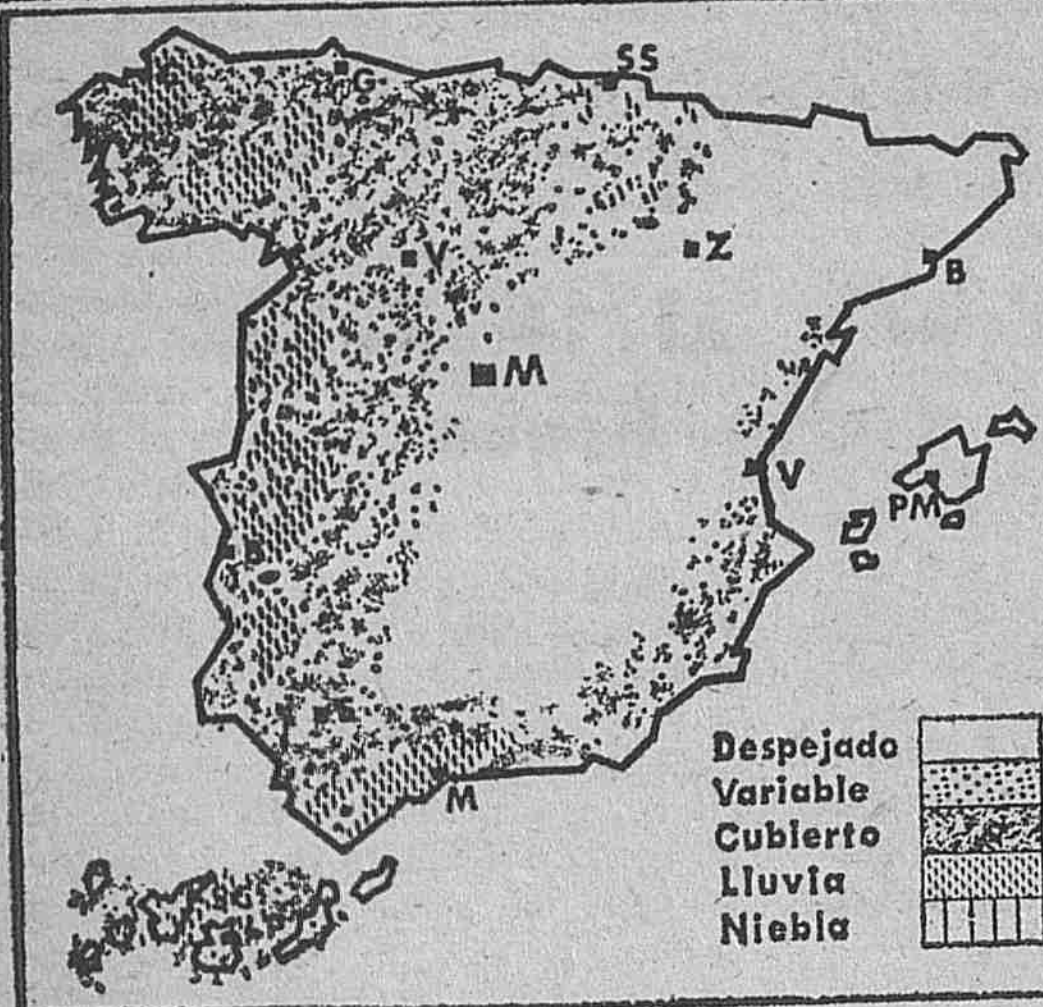 SS
G
V
Z
B
M
V
PM
B
M
Despejado
Variable
Cubierto
Lluvia
Niebla